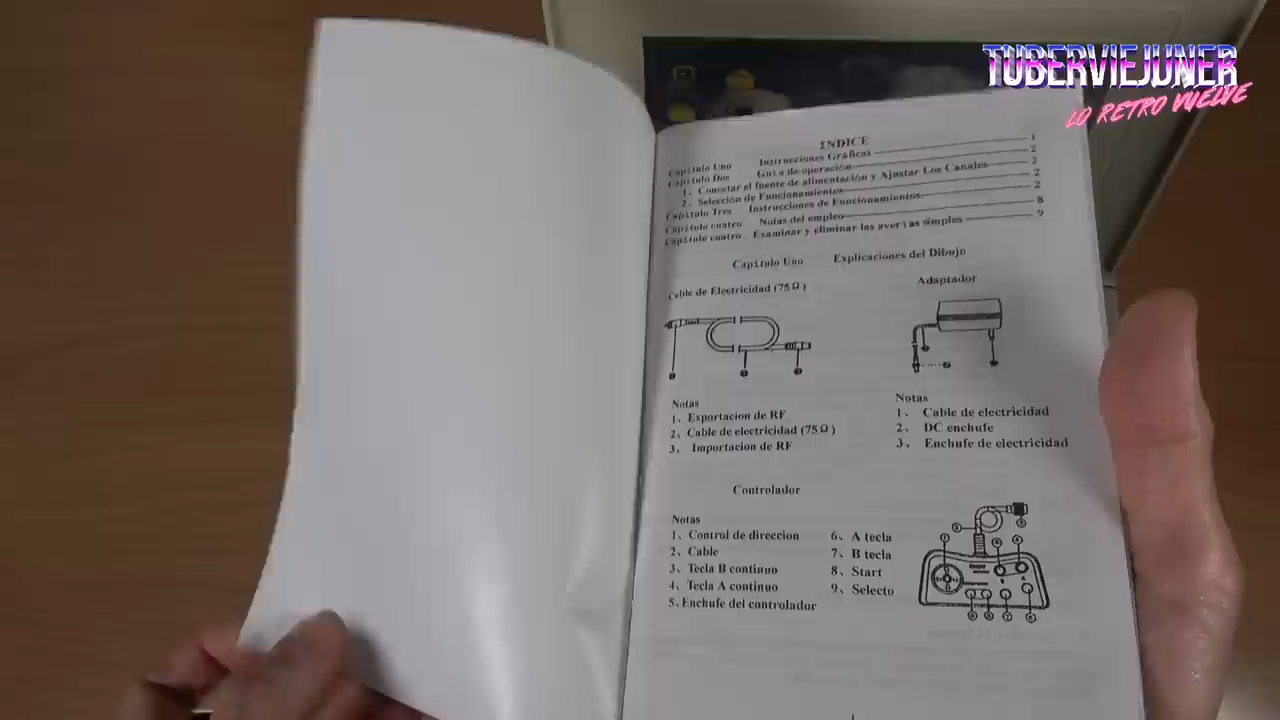 TUBERVIEJUNER
LO RETRO VUELVE
INDICE
Capitulo Uno Instrucciones Graficas 1
Capitulo Dos Guia de operación 2
1. Conectar el fuente de alimentación y Ajustar Los Canales 2
2. Selección de Funcionamientos 2
Capitulo Tres Instrucciones de Funcionamientos 2
Capitulo cuatro Notas del empleo 8
Capitulo cuatro Examinar y eliminar las averyas simples 9
Capitulo Uno Explicaciones del Dibujo
Cable de Electricidad (75Ω)
Adaptador
Notas
1、 Exportacion de RF
2、 Cable de electricidad (75Ω)
3、 Importacion de RF
Notas
1、 Cable de electricidad
2、 DC enchufe
3、 Enchufe de electricidad
Controlador
Notas
1、 Control de direccion
2、 Cable
3、 Tecla B continuo
4、 Tecla A continuo
5、Enchufe del controlador
6、 A tecla
7、 B tecla
8、 Start
9、 Selecto
1